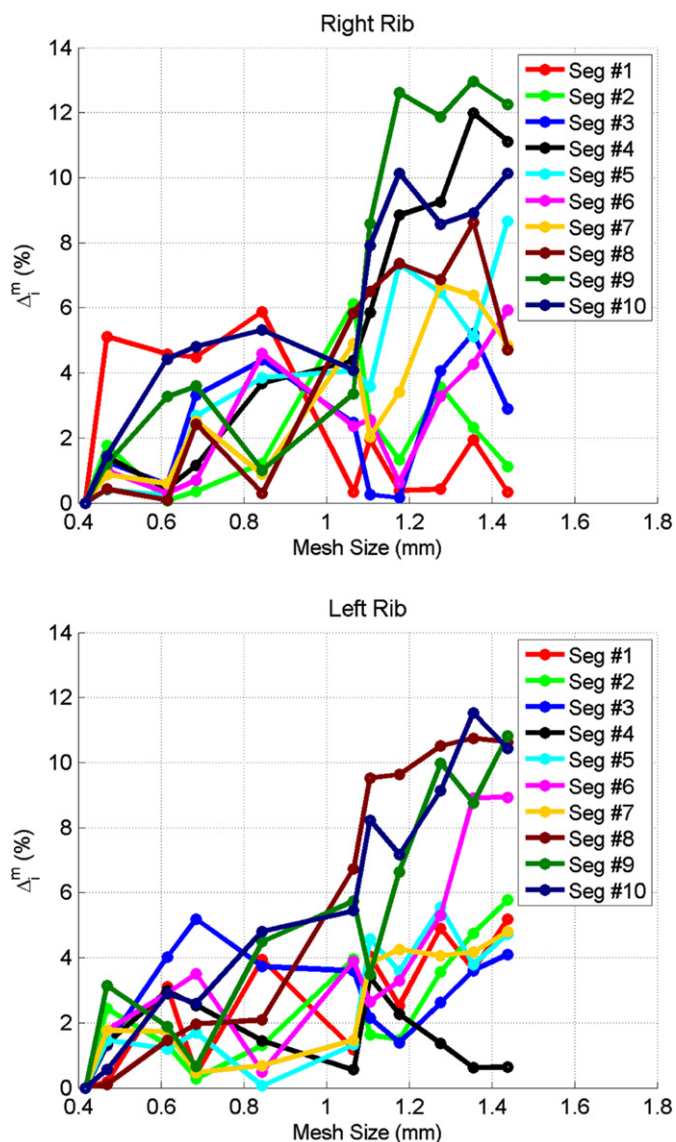 Right Rib
14
12
10
8
6
4
2
0
Δᵢᵐ (%)
0.4 0.6 0.8 1 1.2 1.4 1.6 1.8
Mesh Size (mm)
Seg #1
Seg #2
Seg #3
Seg #4
Seg #5
Seg #6
Seg #7
Seg #8
Seg #9
Seg #10
Left Rib
14
12
10
8
6
4
2
0
Δᵢᵐ (%)
0.4 0.6 0.8 1 1.2 1.4 1.6 1.8
Mesh Size (mm)
Seg #1
Seg #2
Seg #3
Seg #4
Seg #5
Seg #6
Seg #7
Seg #8
Seg #9
Seg #10